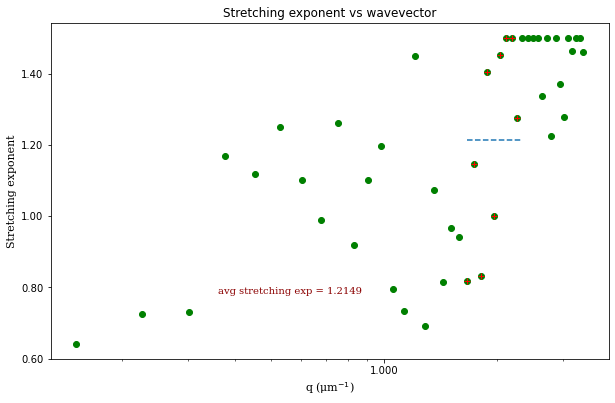 Stretching exponent vs wavevector
1.40
1.20
1.00
0.80
0.60
Stretching exponent
avg stretching exp = 1.2149
1.000
q (μm⁻¹)